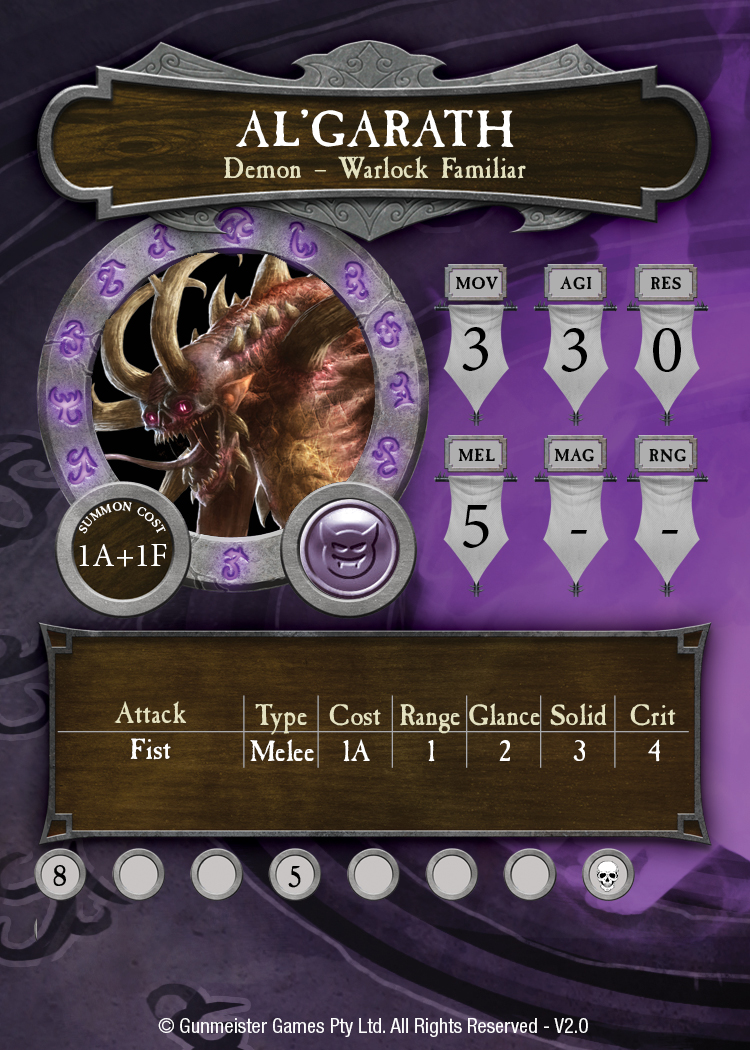 AL'GARATH
Demon – Warlock Familiar
MOV AGI RES
3 3 0
MEL MAG RNG
5 - -
SUMMON COST
1A+1F
Attack Type Cost Range Glance Solid Crit
Fist Melee 1A 1 2 3 4
8 5
© Gunmeister Games Pty Ltd. All Rights Reserved - V2.0